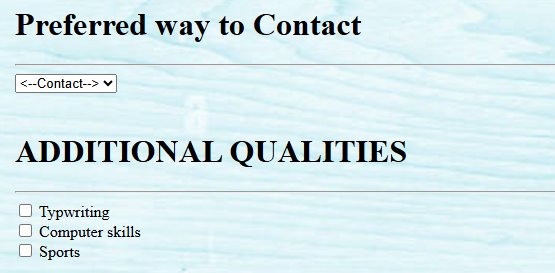 Preferred way to Contact
<--Contact-->
ADDITIONAL QUALITIES
Typwriting
Computer skills
Sports